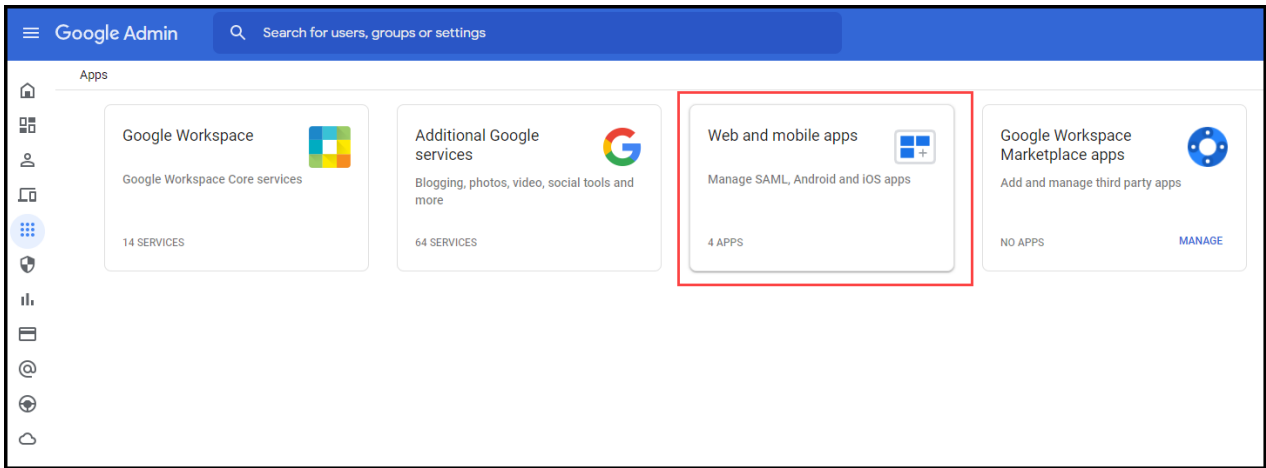 Google Admin
Search for users, groups or settings
Apps
Google Workspace
Google Workspace Core services
14 SERVICES
Additional Google
services
Blogging, photos, video, social tools and
more
64 SERVICES
Web and mobile apps
Manage SAML, Android and iOS apps
4 APPS
Google Workspace
Marketplace apps
Add and manage third party apps
NO APPS
MANAGE